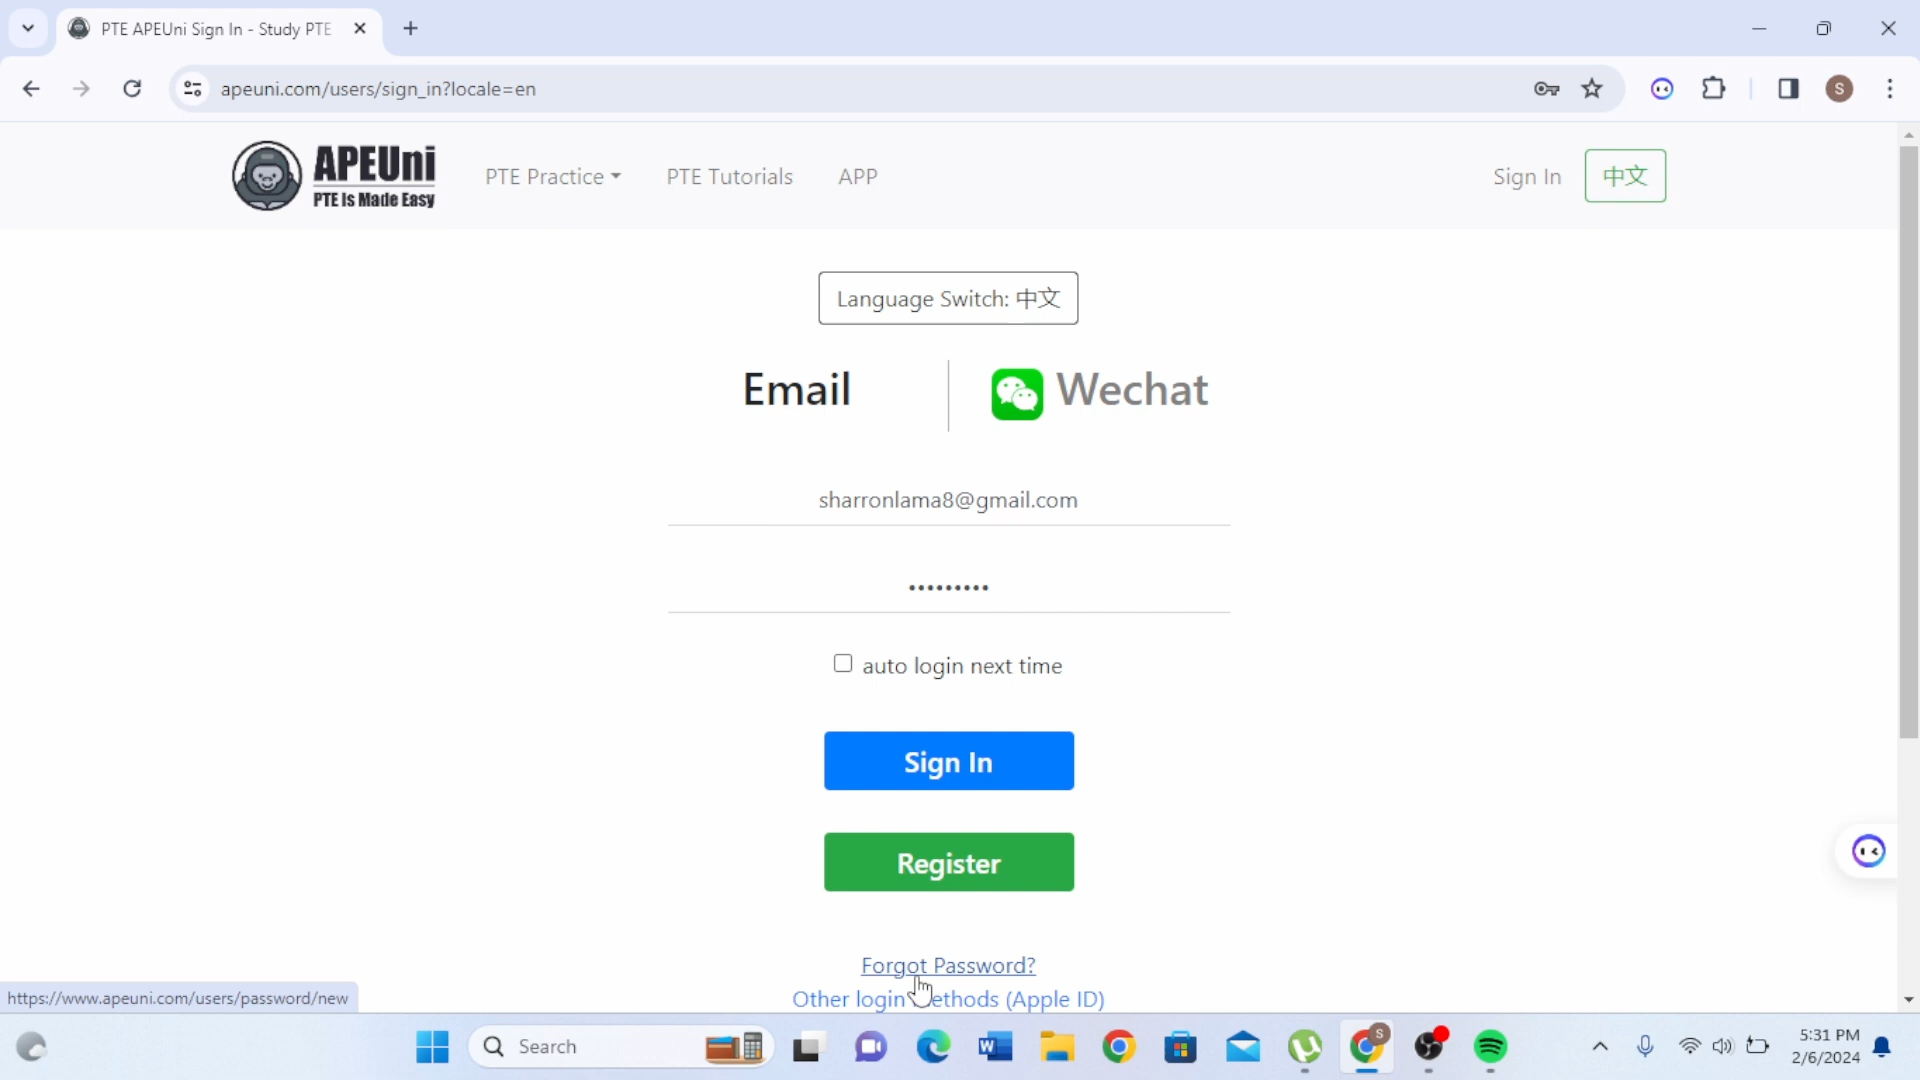 PTE APEUni Sign In - Study PTE
apeuni.com/users/sign_in?locale=en
S
APEUni
PTE Is Made Easy
PTE Practice
PTE Tutorials
APP
Sign In
中文
Language Switch: 中文
Email
Wechat
sharronlama8@gmail.com
•••••••••
auto login next time
Sign In
Register
Forgot Password?
https://www.apeuni.com/users/password/new
Other login ethods (Apple ID)
Search
W
S
5:31 PM
2/6/2024